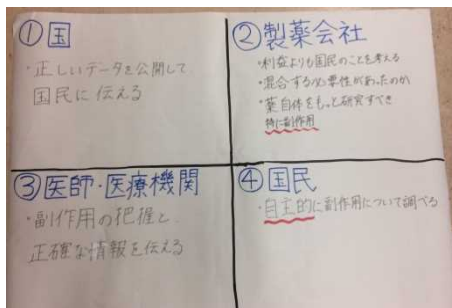 ①国
・正しいデータを公開して
国民に伝える
②製薬会社
・利益よりも国民のことを考える
・混合する必要性があったのか
・薬自体をもっと研究すべき
特に副作用
③医師・医療機関
・副作用の把握と
正確な情報を伝える
④国民
・自主的に副作用について調べる